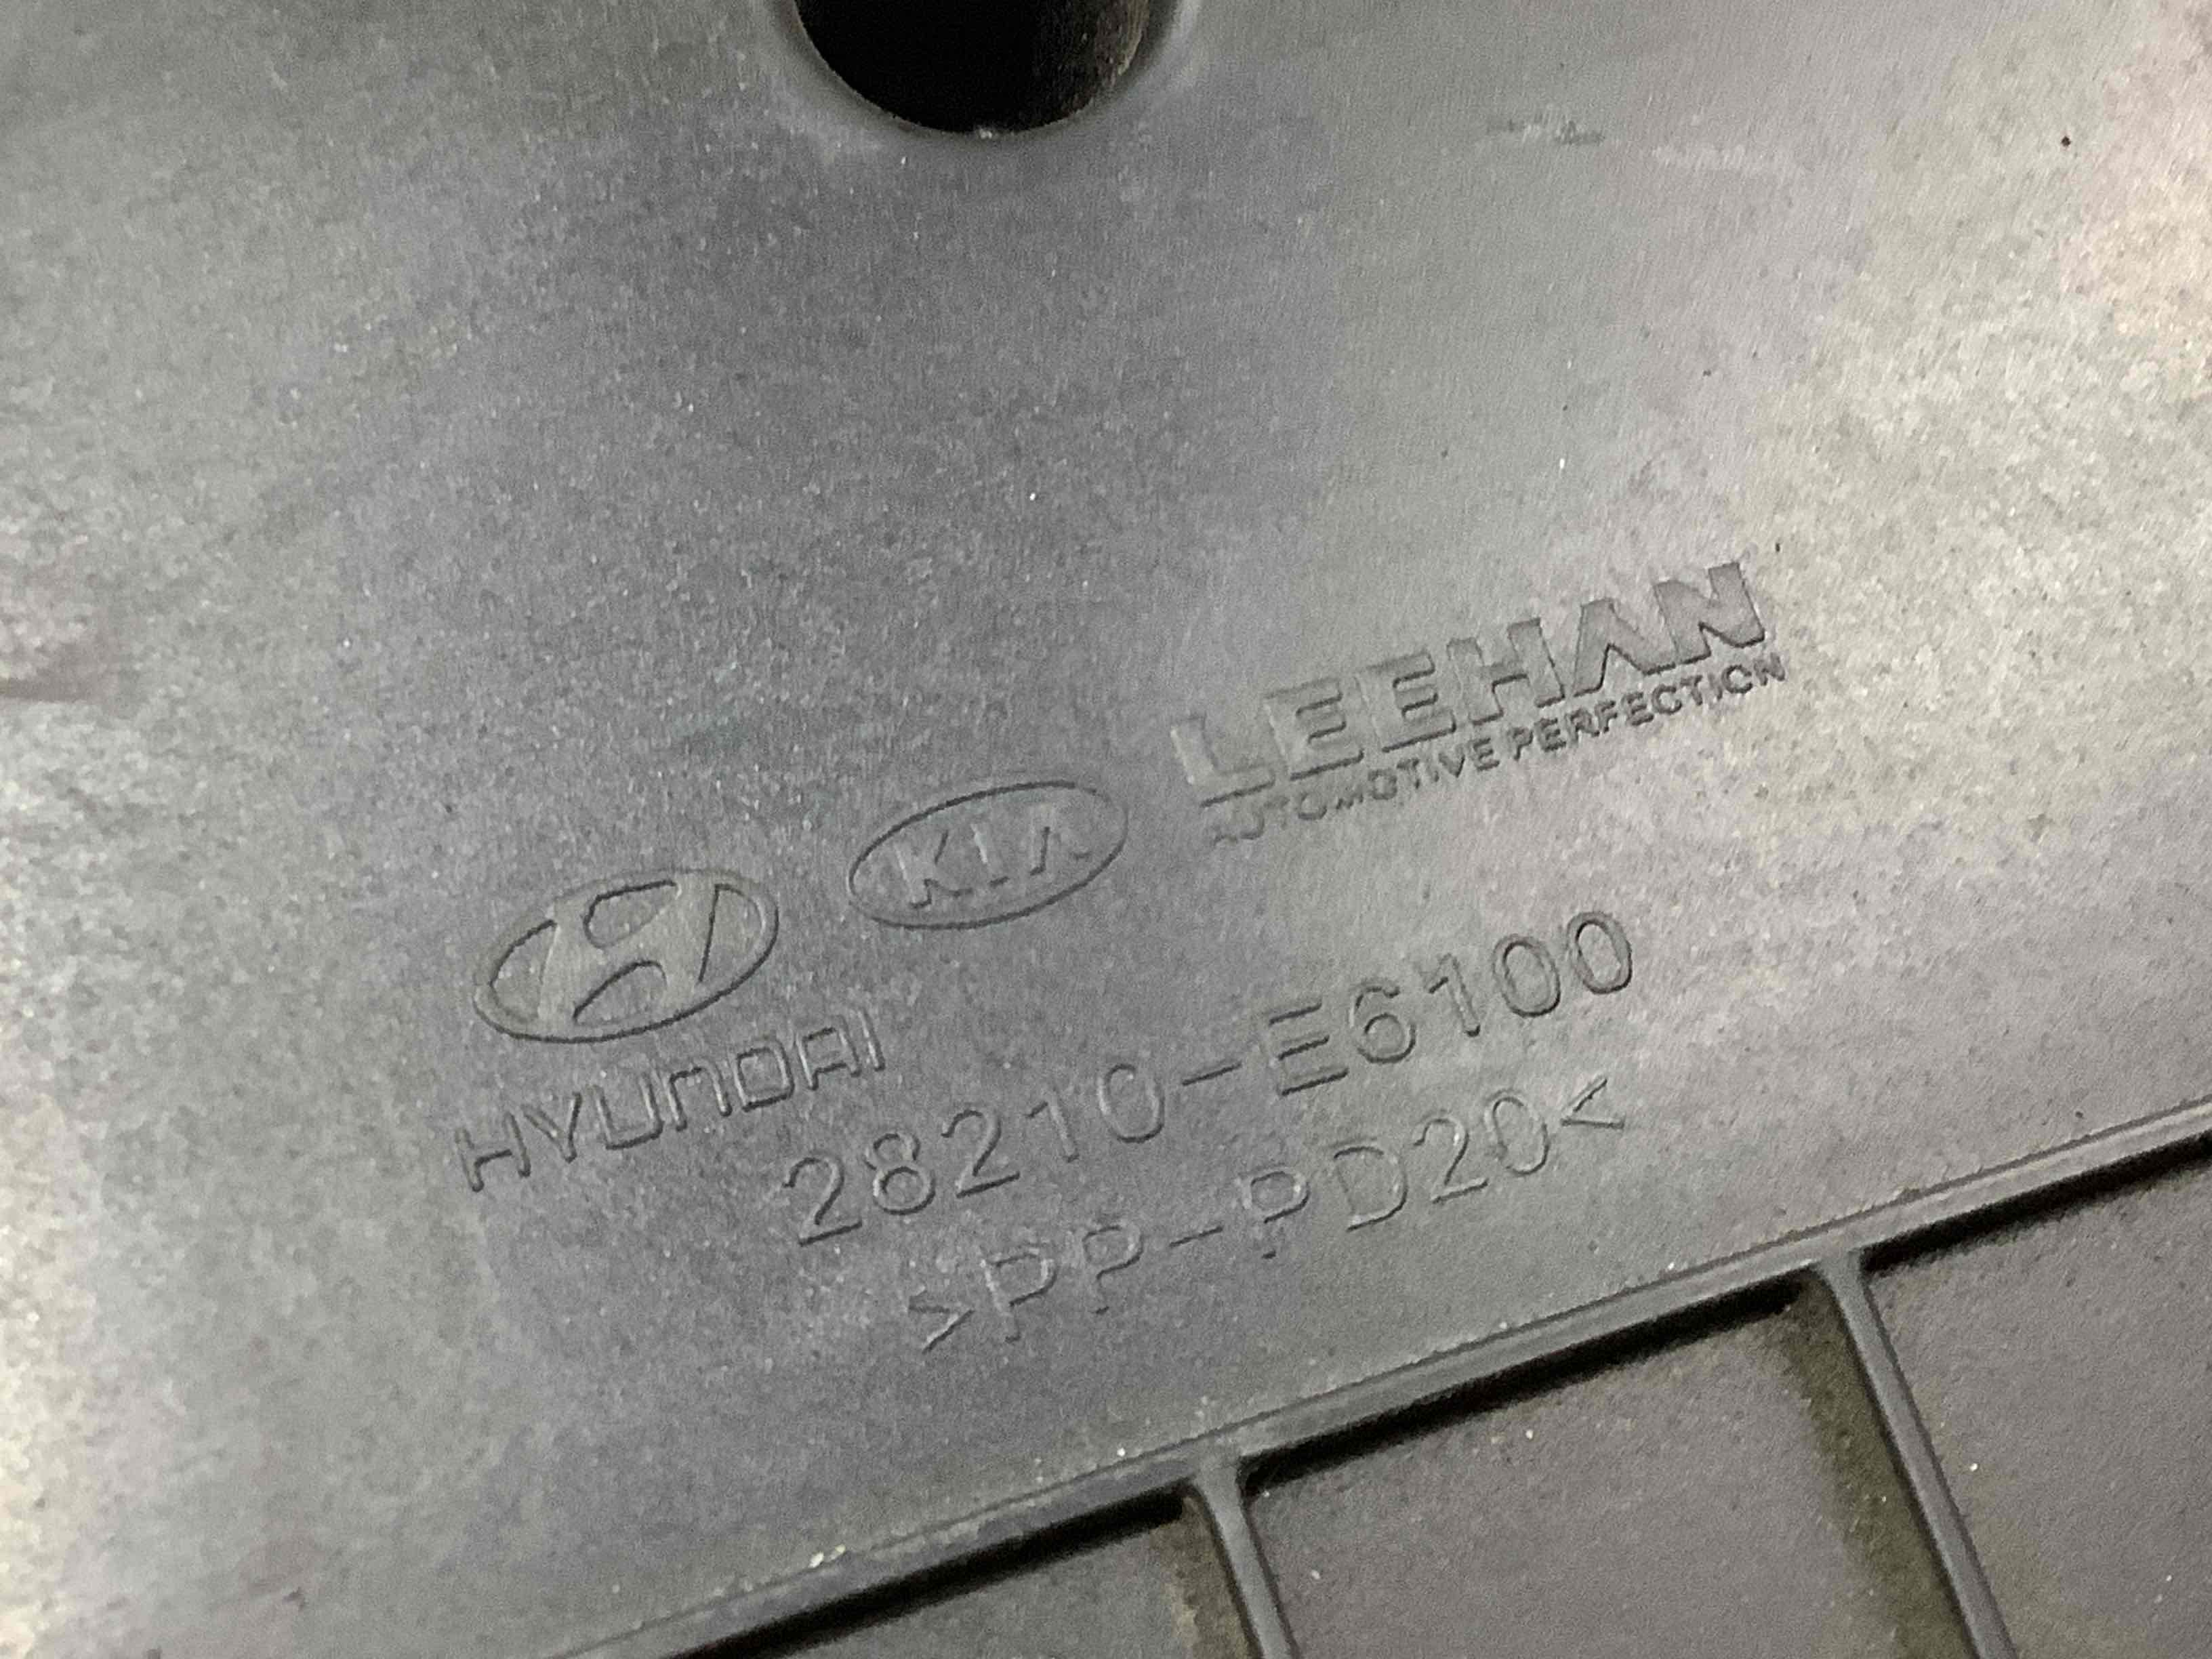 LEEHAN
AUTOMOTIVE PERFECTION
KIA
HYUNDAI
28210-E6100
>PP-PD20<